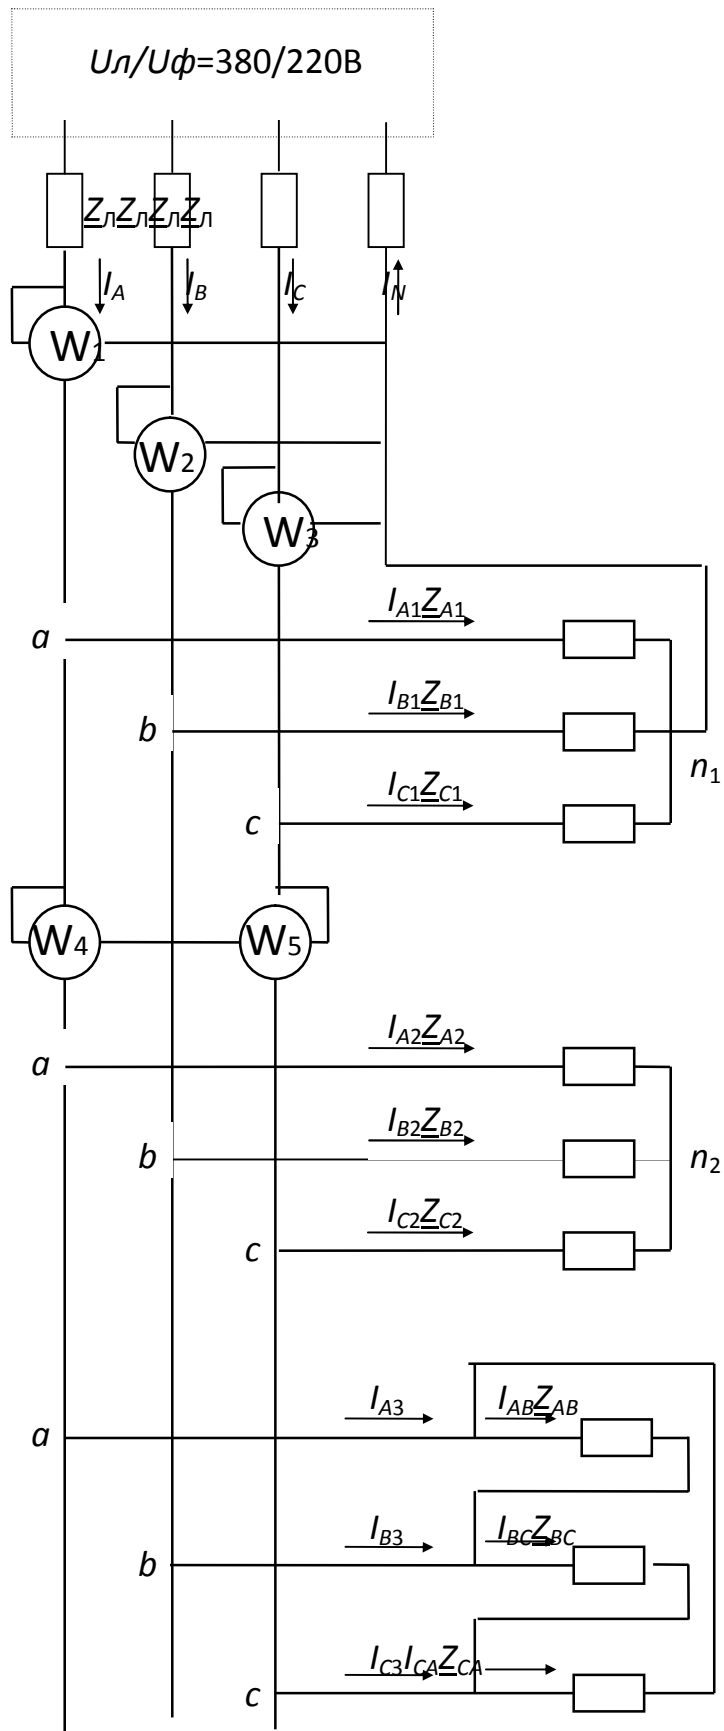 Uл/Uф=380/220В
ZлZлZлZл
IA IB IC IN
W1
W2
W3
IA1ZA1
a
IB1ZB1
b
n1
IC1ZC1
c
W4 W5
IA2ZA2
a
IB2ZB2
b n2
IC2ZC2
c
IA3 IABZAB
a
IB3 IBCZBC
b
IC3ICAZCA
c